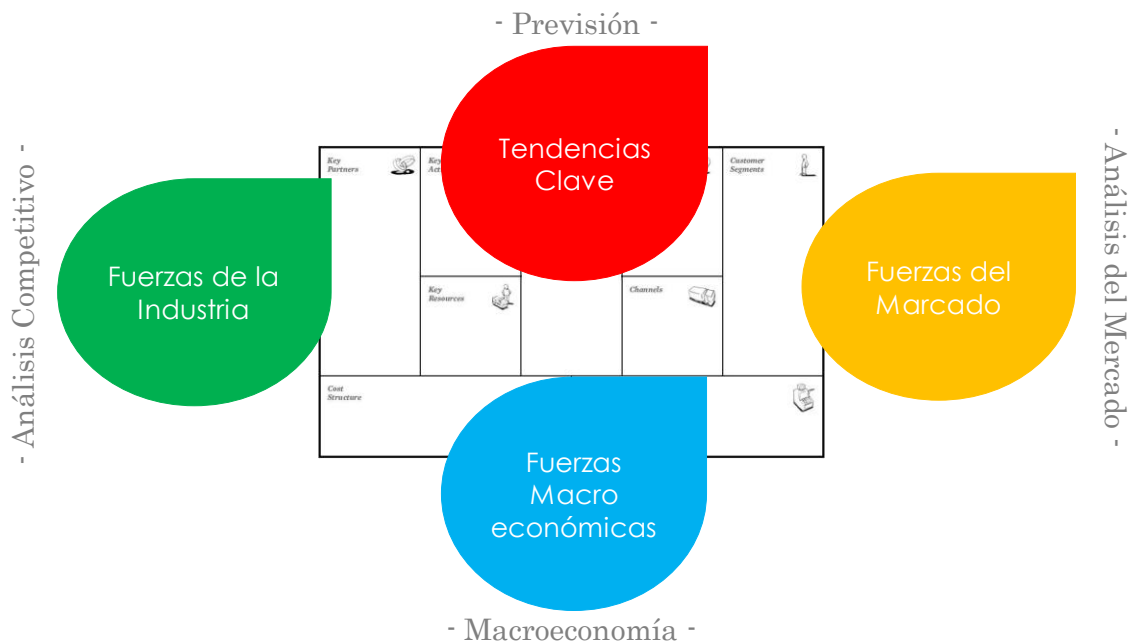 - Previsión -
Tendencias
Clave
Key
Partners
Key
Customer
Segments
- Análisis Competitivo -
Fuerzas de la
Industria
Key
Resources
Channels
Fuerzas del
Marcado
- Análisis del Mercado -
Cost
Structure
Fuerzas
Macro
económicas
- Macroeconomía -